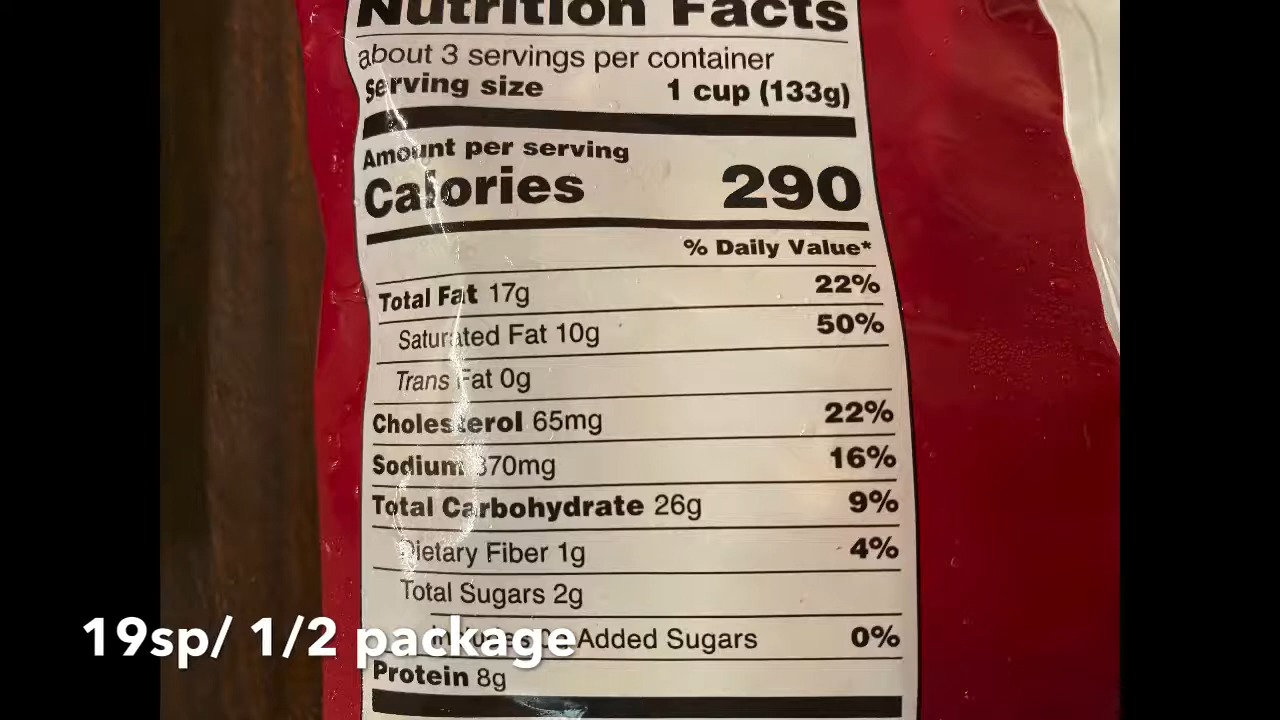 Nutrition Facts
about 3 servings per container
serving size 1 cup (133g)
Amount per serving
Calories 290
% Daily Value*
Total Fat 17g 22%
Saturated Fat 10g 50%
Trans Fat 0g
Cholesterol 65mg 22%
Sodium 370mg 16%
Total Carbohydrate 26g 9%
Dietary Fiber 1g 4%
Total Sugars 2g
Includes Added Sugars 0%
19sp/ 1/2 package
Protein 8g